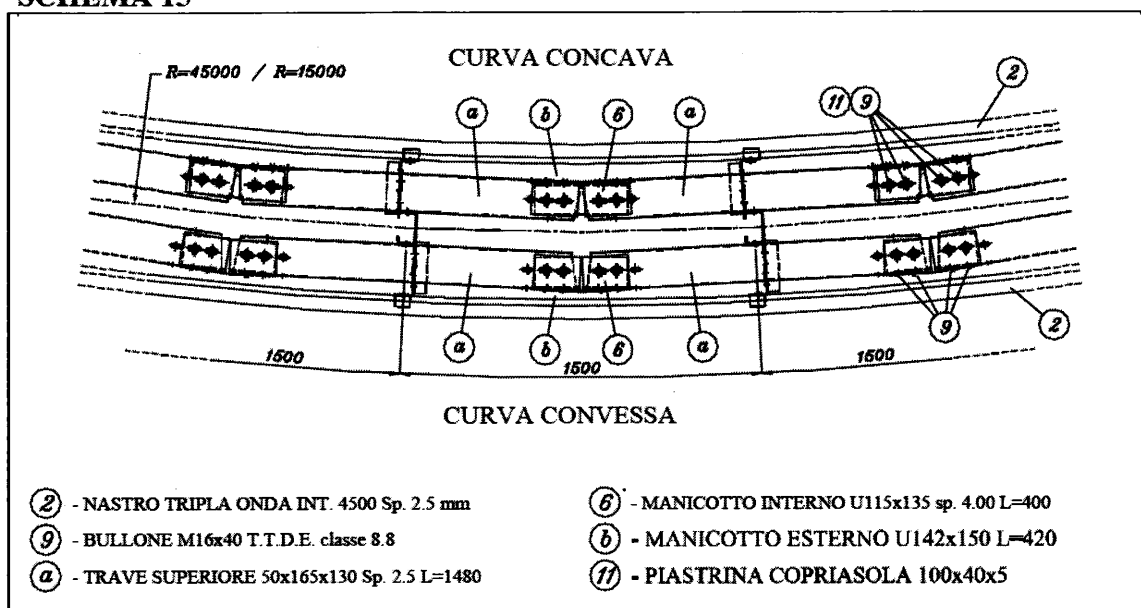 SCHEMA 15
CURVA CONCAVA
R=45000 / R=15000
2
11 9
a b 6 a
a b 6 a
9
2
1500 1500 1500
CURVA CONVESSA
2 - NASTRO TRIPLA ONDA INT. 4500 Sp. 2.5 mm
9 - BULLONE M16x40 T.T.D.E. classe 8.8
a - TRAVE SUPERIORE 50x165x130 Sp. 2.5 L=1480
6 - MANICOTTO INTERNO U115x135 sp. 4.00 L=400
b - MANICOTTO ESTERNO U142x150 L=420
11 - PIASTRINA COPRIASOLA 100x40x5